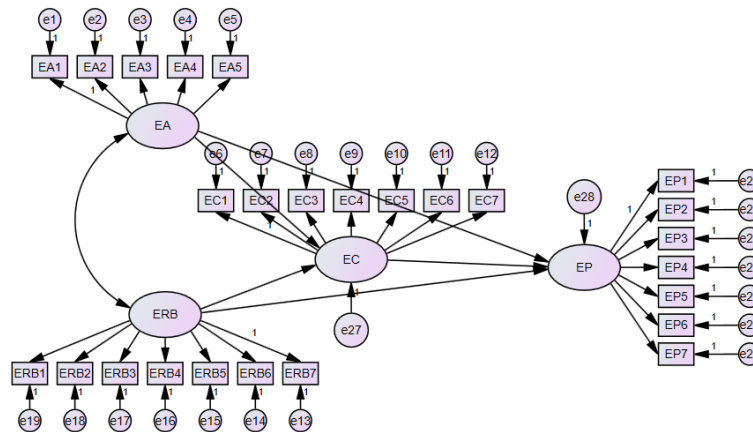 e1 e2 e3 e4 e5
1 1 1 1 1
EA1 EA2 EA3 EA4 EA5
1
EA
e6 e7 e8 e9 e10 e11 e12
1 1 1 1 1 1 1
EC1 EC2 EC3 EC4 EC5 EC6 EC7
1
EC
1
e27
e28
1
EP
1
EP1 1
EP2 1
EP3 1
EP4 1
EP5 1
EP6 1
EP7 1
ERB
1
ERB1 ERB2 ERB3 ERB4 ERB5 ERB6 ERB7
1 1 1 1 1 1 1
e19 e18 e17 e16 e15 e14 e13